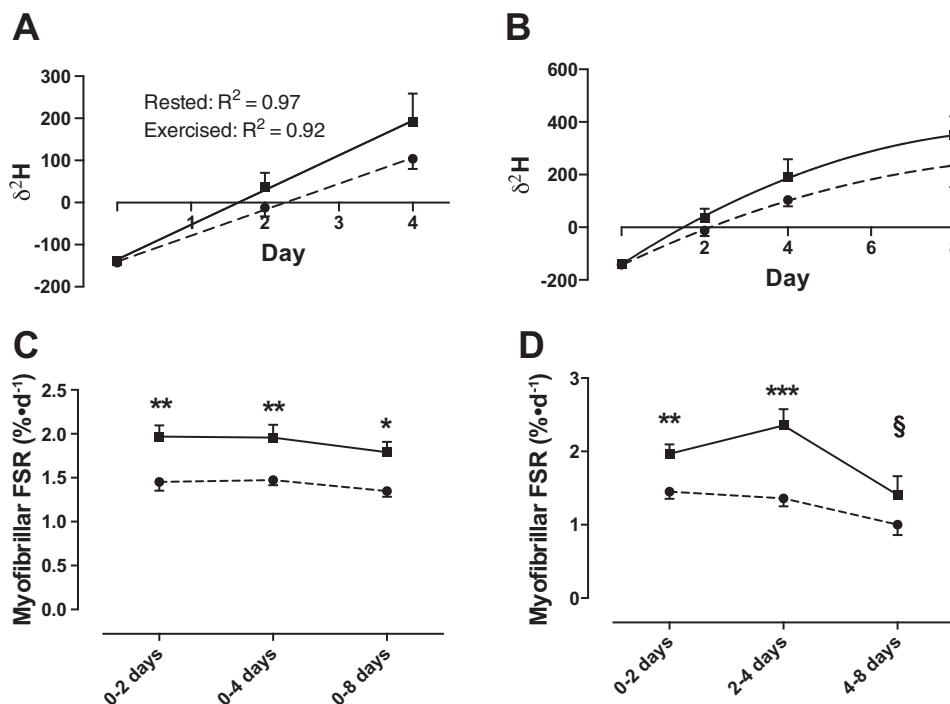 A
300
200
100
0
-100
-200
δ²H
Rested: R² = 0.97
Exercised: R² = 0.92
1
2
3
4
Day
B
600
400
200
0
-200
δ²H
2
4
6
Day
C
2.5
2.0
1.5
1.0
0.5
0.0
Myofibrillar FSR (%•d⁻¹)
**
**
*
0-2 days
0-4 days
0-8 days
D
3
2
1
0
Myofibrillar FSR (%•d⁻¹)
**
***
§
0-2 days
2-4 days
4-8 days